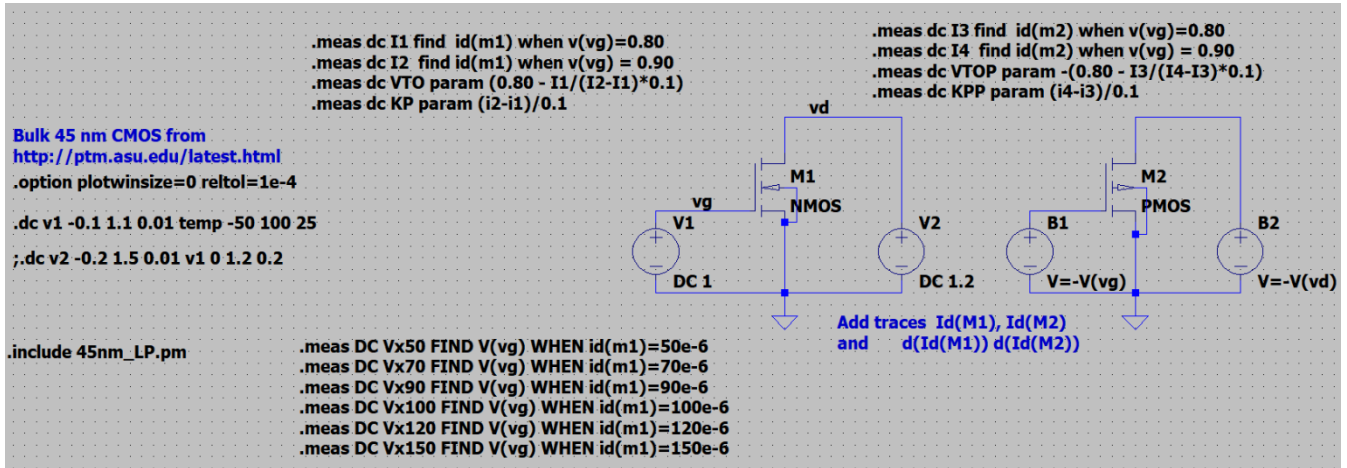 .meas dc I1 find  id(m1) when v(vg)=0.80
.meas dc I2  find id(m1) when v(vg) = 0.90
.meas dc VTO param (0.80 - I1/(I2-I1)*0.1)
.meas dc KP param (i2-i1)/0.1
.meas dc I3 find  id(m2) when v(vg)=0.80
.meas dc I4  find id(m2) when v(vg) = 0.90
.meas dc VTOP param -(0.80 - I3/(I4-I3)*0.1)
.meas dc KPP param (i4-i3)/0.1
vd
Bulk 45 nm CMOS from
http://ptm.asu.edu/latest.html
.option plotwinsize=0 reltol=1e-4
.dc v1 -0.1 1.1 0.01 temp -50 100 25
;.dc v2 -0.2 1.5 0.01 v1 0 1.2 0.2
M1
NMOS
vg
V1
DC 1
V2
DC 1.2
M2
PMOS
B1
V=-V(vg)
B2
V=-V(vd)
Add traces  Id(M1), Id(M2)
and      d(Id(M1)) d(Id(M2))
.include 45nm_LP.pm
.meas DC Vx50 FIND V(vg) WHEN id(m1)=50e-6
.meas DC Vx70 FIND V(vg) WHEN id(m1)=70e-6
.meas DC Vx90 FIND V(vg) WHEN id(m1)=90e-6
.meas DC Vx100 FIND V(vg) WHEN id(m1)=100e-6
.meas DC Vx120 FIND V(vg) WHEN id(m1)=120e-6
.meas DC Vx150 FIND V(vg) WHEN id(m1)=150e-6